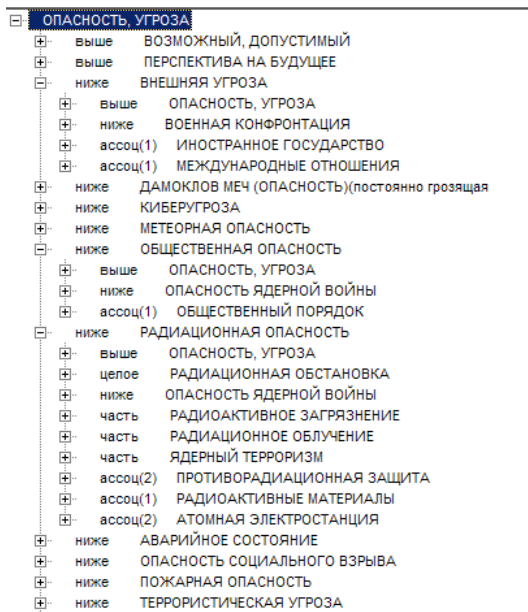 ОПАСНОСТЬ, УГРОЗА
выше ВОЗМОЖНЫЙ, ДОПУСТИМЫЙ
выше ПЕРСПЕКТИВА НА БУДУЩЕЕ
ниже ВНЕШНЯЯ УГРОЗА
выше ОПАСНОСТЬ, УГРОЗА
ниже ВОЕННАЯ КОНФРОНТАЦИЯ
ассоц(1) ИНОСТРАННОЕ ГОСУДАРСТВО
ассоц(1) МЕЖДУНАРОДНЫЕ ОТНОШЕНИЯ
ниже ДАМОКЛОВ МЕЧ (ОПАСНОСТЬ)(постоянно грозящая
ниже КИБЕРУГРОЗА
ниже МЕТЕОРНАЯ ОПАСНОСТЬ
ниже ОБЩЕСТВЕННАЯ ОПАСНОСТЬ
выше ОПАСНОСТЬ, УГРОЗА
ниже ОПАСНОСТЬ ЯДЕРНОЙ ВОЙНЫ
ассоц(1) ОБЩЕСТВЕННЫЙ ПОРЯДОК
ниже РАДИАЦИОННАЯ ОПАСНОСТЬ
выше ОПАСНОСТЬ, УГРОЗА
целое РАДИАЦИОННАЯ ОБСТАНОВКА
ниже ОПАСНОСТЬ ЯДЕРНОЙ ВОЙНЫ
часть РАДИОАКТИВНОЕ ЗАГРЯЗНЕНИЕ
часть РАДИАЦИОННОЕ ОБЛУЧЕНИЕ
часть ЯДЕРНЫЙ ТЕРРОРИЗМ
ассоц(2) ПРОТИВОРАДИАЦИОННАЯ ЗАЩИТА
ассоц(1) РАДИОАКТИВНЫЕ МАТЕРИАЛЫ
ассоц(2) АТОМНАЯ ЭЛЕКТРОСТАНЦИЯ
ниже АВАРИЙНОЕ СОСТОЯНИЕ
ниже ОПАСНОСТЬ СОЦИАЛЬНОГО ВЗРЫВА
ниже ПОЖАРНАЯ ОПАСНОСТЬ
ниже ТЕРРОРИСТИЧЕСКАЯ УГРОЗА